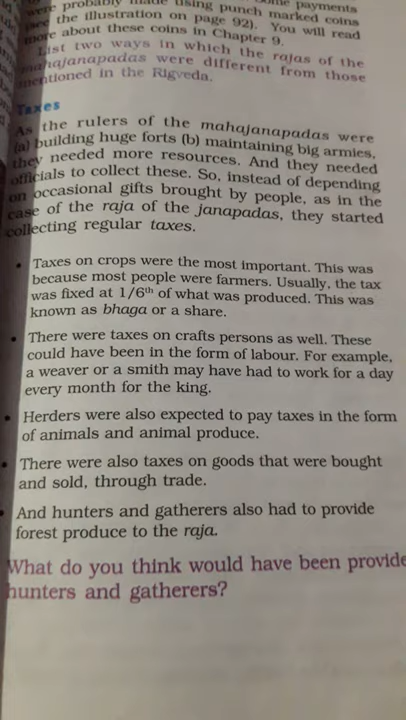 were probably made using punch marked coins
the illustration on page 92). You will read
more about these coins in Chapter 9.
List two ways in which the rajas of the
mahajanapadas were different from those
mentioned in the Rigveda.
Taxes
As the rulers of the mahajanapadas were
(a) building huge forts (b) maintaining big armies,
they needed more resources. And they needed
officials to collect these. So, instead of depending
on occasional gifts brought by people, as in the
case of the raja of the janapadas, they started
collecting regular taxes.
• Taxes on crops were the most important. This was
because most people were farmers. Usually, the tax
was fixed at 1/6th of what was produced. This was
known as bhaga or a share.
• There were taxes on crafts persons as well. These
could have been in the form of labour. For example,
a weaver or a smith may have had to work for a day
every month for the king.
• Herders were also expected to pay taxes in the form
of animals and animal produce.
• There were also taxes on goods that were bought
and sold, through trade.
• And hunters and gatherers also had to provide
forest produce to the raja.
What do you think would have been provide
hunters and gatherers?